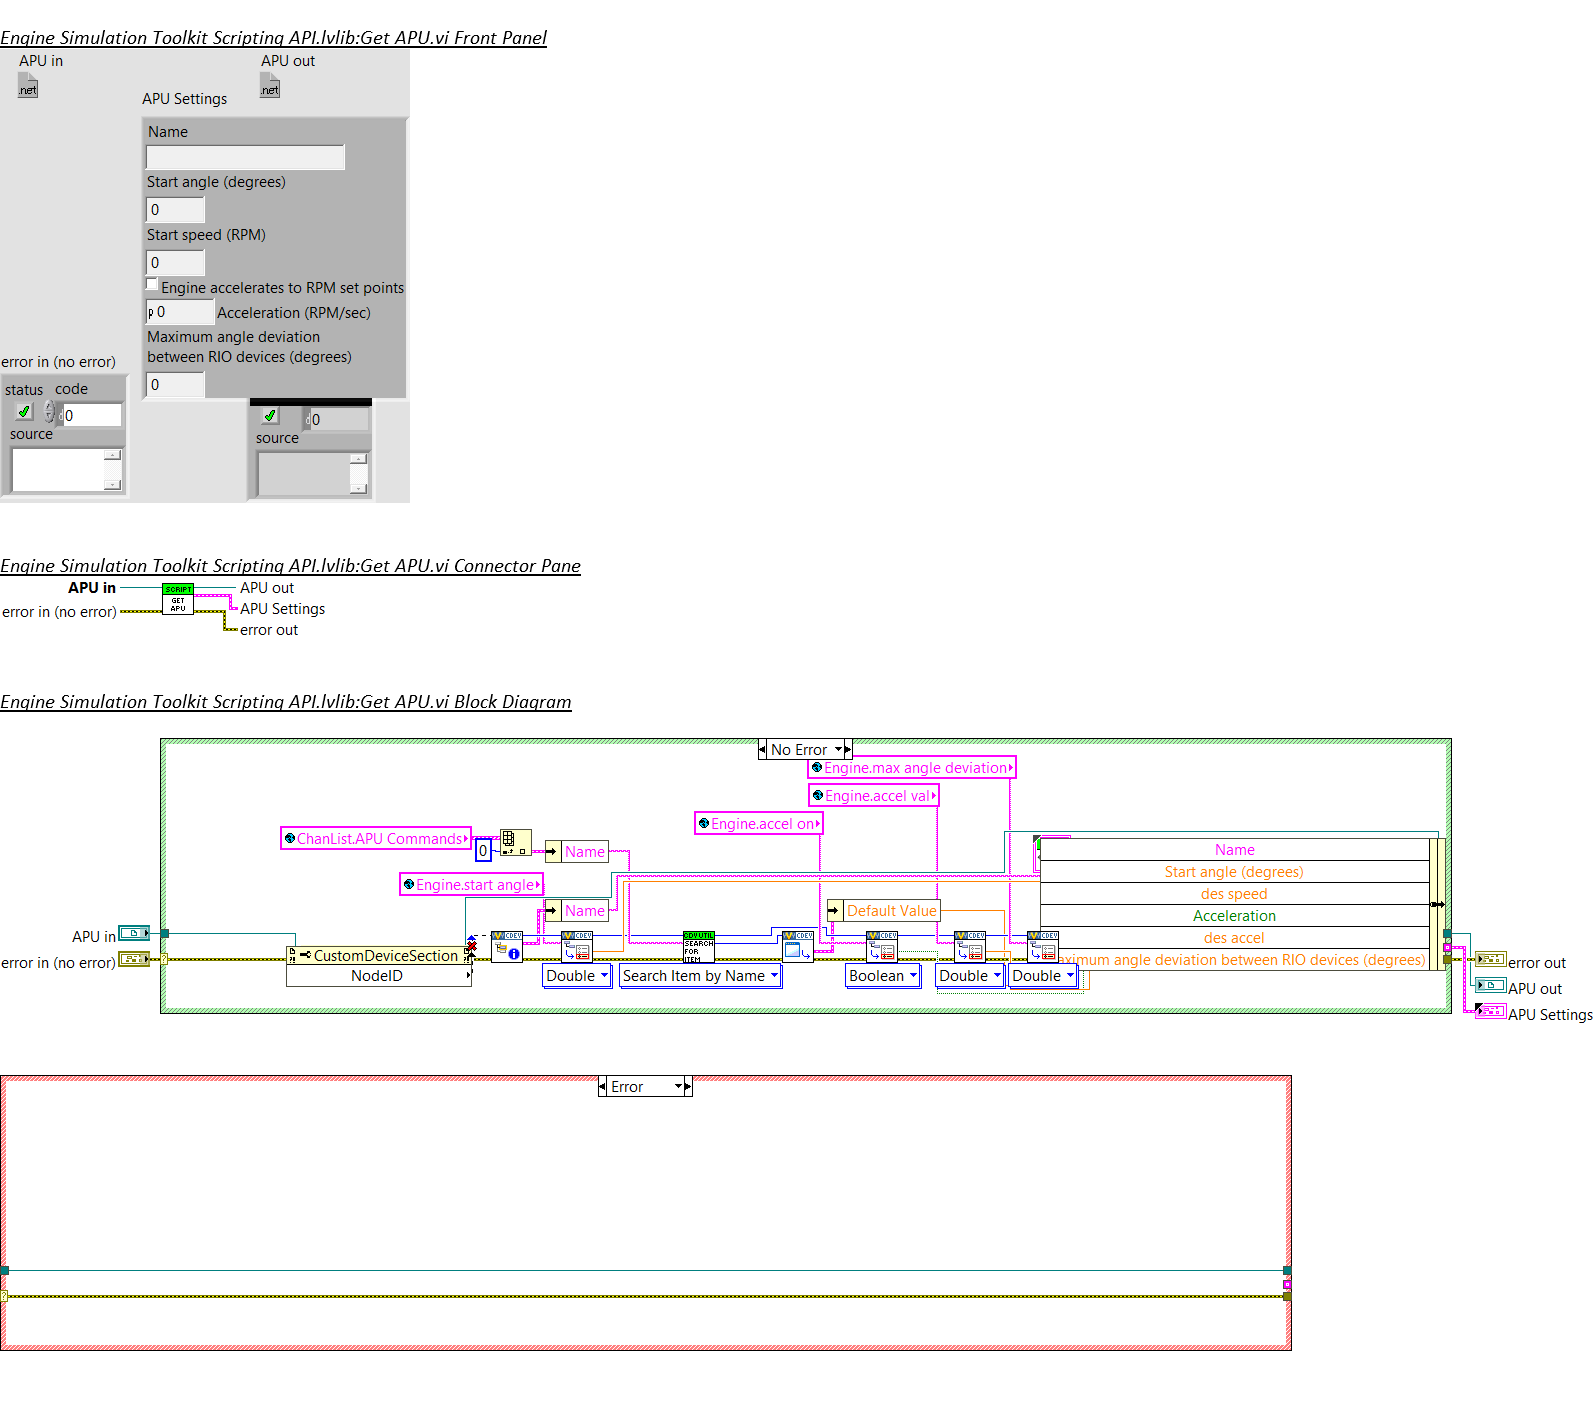 Engine Simulation Toolkit Scripting API.lvlib:Get APU.vi Front Panel
APU in
APU out
.net
.net
APU Settings
Name
Start angle (degrees)
0
Start speed (RPM)
0
Engine accelerates to RPM set points
p 0
Acceleration (RPM/sec)
Maximum angle deviation
between RIO devices (degrees)
0
error in (no error)
status
code
d 0
source
d 0
source
Engine Simulation Toolkit Scripting API.lvlib:Get APU.vi Connector Pane
APU in
SCRIPT
GET
APU
APU out
APU Settings
error in (no error)
error out
Engine Simulation Toolkit Scripting API.lvlib:Get APU.vi Block Diagram
No Error
Engine.max angle deviation
Engine.accel val
Engine.accel on
ChanList.APU Commands
0
Name
Engine.start angle
Name
Default Value
Name
Start angle (degrees)
des speed
Acceleration
des accel
aximum angle deviation between RIO devices (degrees)
APU in
error in (no error)
CustomDeviceSection
NodeID
CDEV
CDEV
CDV UTIL
SEARCH
FOR
ITEM
CDEV
CDEV
CDEV
CDEV
Double
Search Item by Name
Boolean
Double
Double
error out
APU out
APU Settings
Error